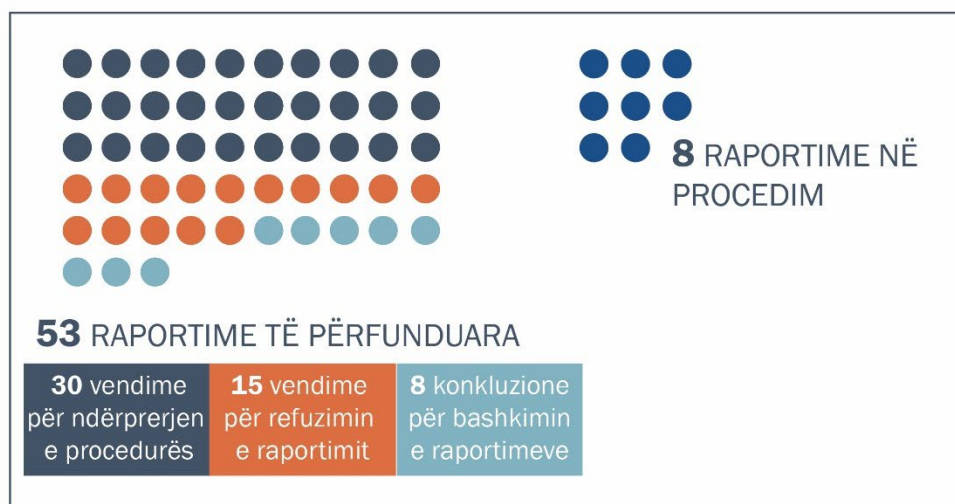 8 RAPORTIME NË
PROCEDIM
53 RAPORTIME TË PËRFUNDUARA
30 vendime
për ndërprerjen
e procedurës
15 vendime
për refuzimin
e raportimit
8 konkluzione
për bashkimin
e raportimeve